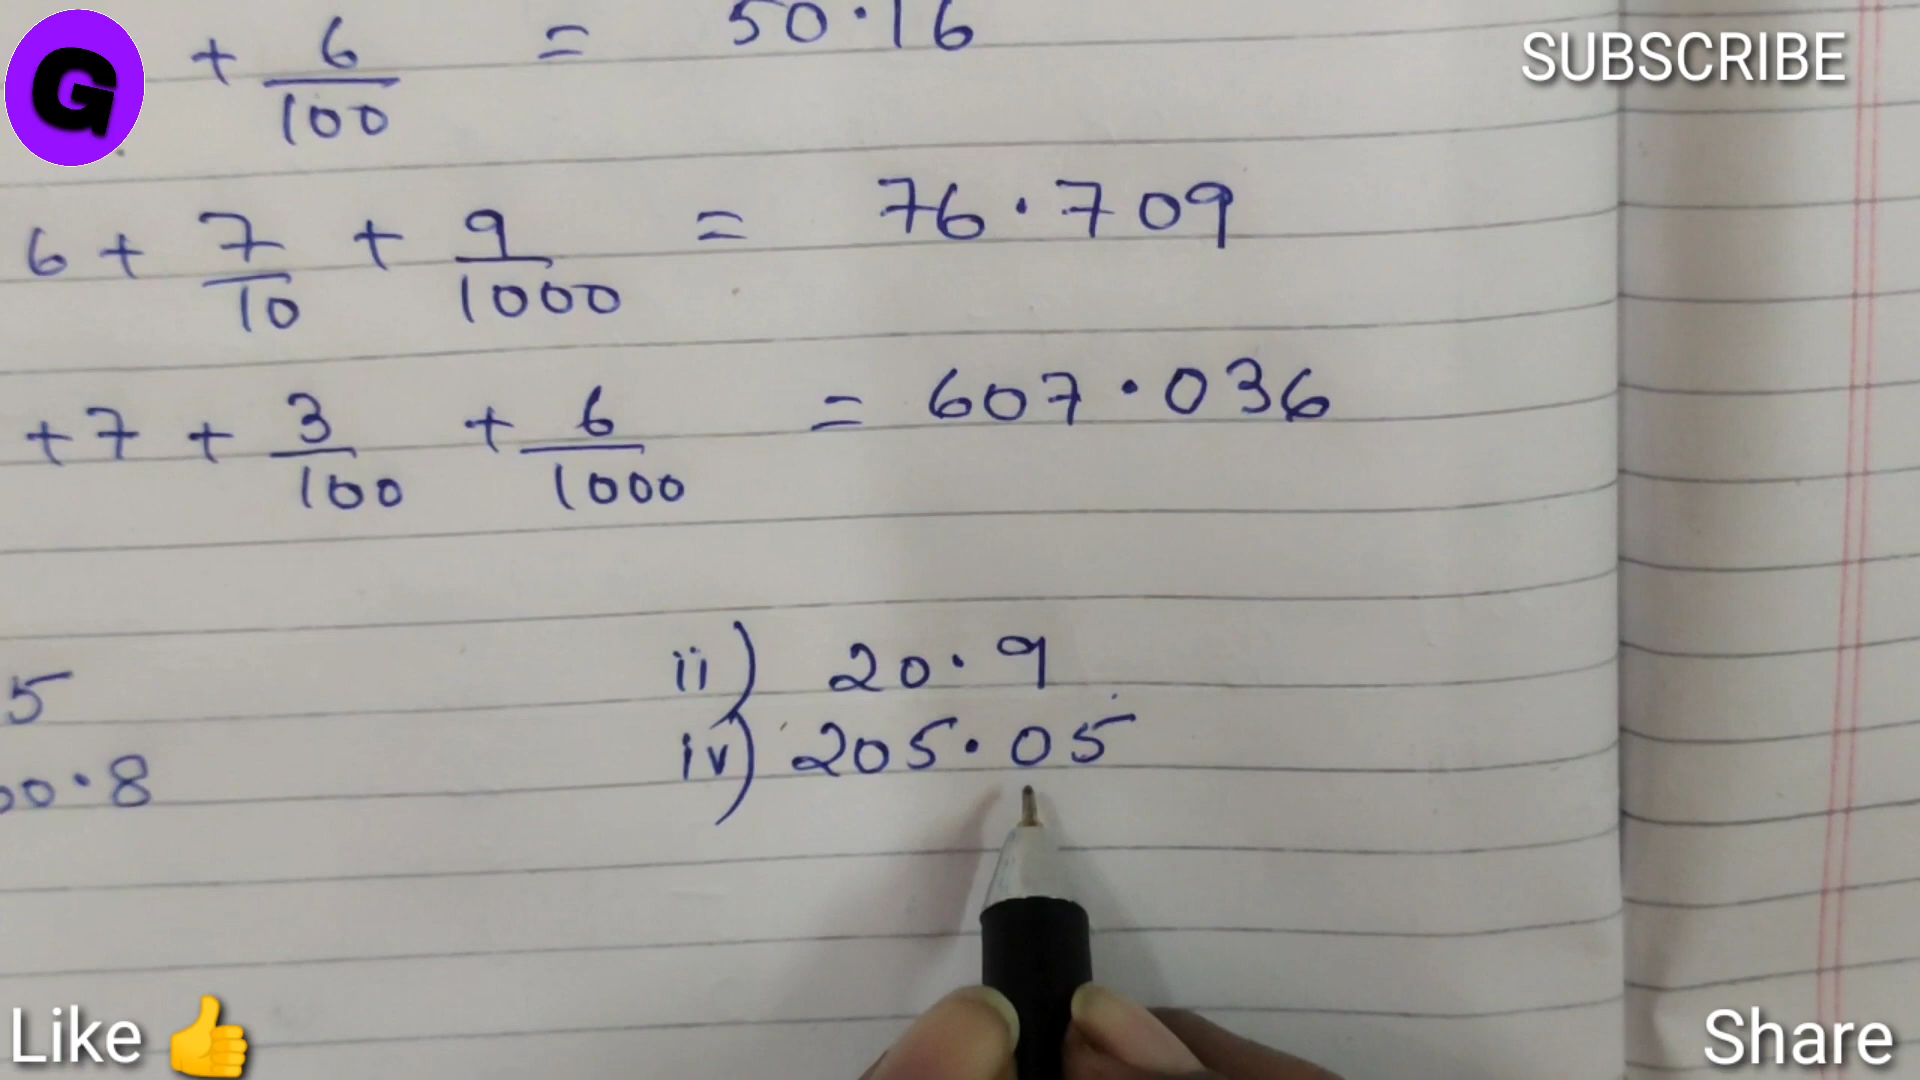 G
SUBSCRIBE
+ 6/100 = 50.16
6 + 7/10 + 9/1000 = 76.709
+7 + 3/100 + 6/1000 = 607.036
5 ii) 20.9
00.8 iv) 205.05
Like 👍
Share